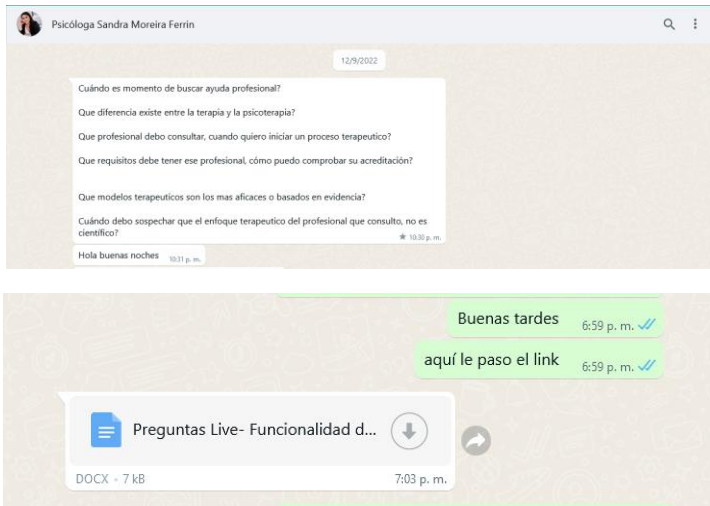 Psicóloga Sandra Moreira Ferrin
12/9/2022
Cuándo es momento de buscar ayuda profesional?
Que diferencia existe entre la terapia y la psicoterapia?
Que profesional debo consultar, cuando quiero iniciar un proceso terapeutico?
Que requisitos debe tener ese profesional, cómo puedo comprobar su acreditación?
Que modelos terapeuticos son los mas aficaces o basados en evidencia?
Cuándo debo sospechar que el enfoque terapeutico del profesional que consulto, no es
científico?
10:30 p. m.
Hola buenas noches
10:31 p. m.
Buenas tardes
6:59 p. m.
aquí le paso el link
6:59 p. m.
Preguntas Live- Funcionalidad d...
DOCX • 7 kB
7:03 p. m.